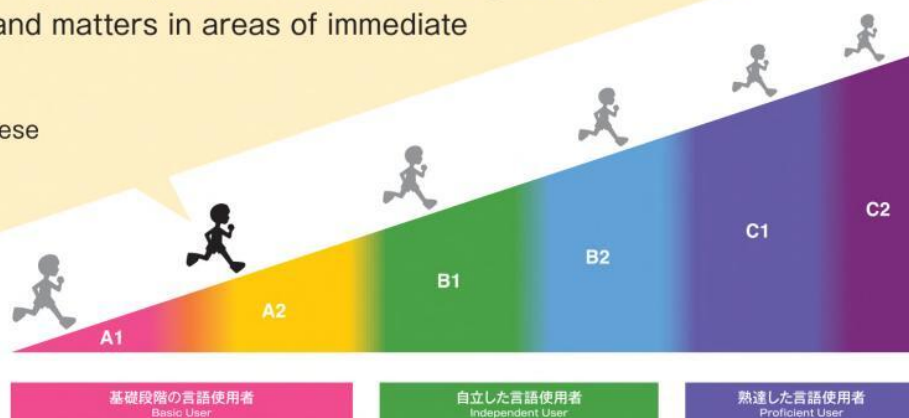 and matters in areas of immediate
ese
A1
A2
B1
B2
C1
C2
基礎段階の言語使用者
Basic User
自立した言語使用者
Independent User
熟達した言語使用者
Proficient User